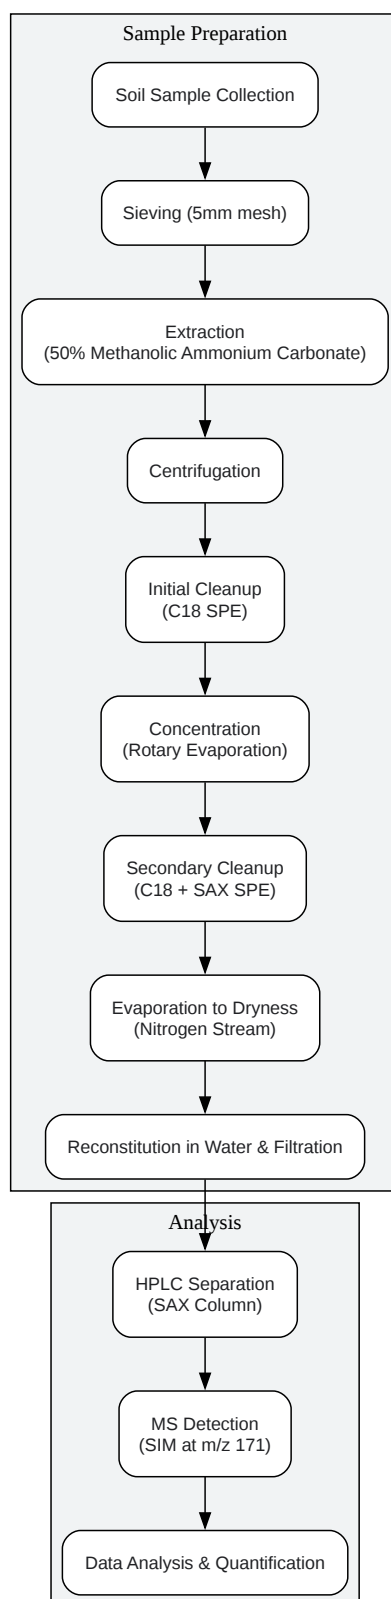 Sample Preparation
Soil Sample Collection
Sieving (5mm mesh)
Extraction
(50% Methanolic Ammonium Carbonate)
Centrifugation
Initial Cleanup
(C18 SPE)
Concentration
(Rotary Evaporation)
Secondary Cleanup
(C18 + SAX SPE)
Evaporation to Dryness
(Nitrogen Stream)
Reconstitution in Water & Filtration
Analysis
HPLC Separation
(SAX Column)
MS Detection
(SIM at m/z 171)
Data Analysis & Quantification